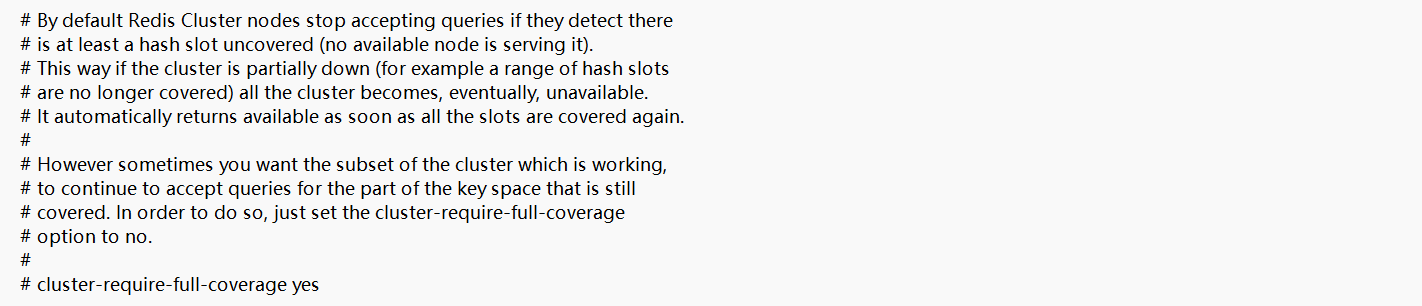 # By default Redis Cluster nodes stop accepting queries if they detect there
# is at least a hash slot uncovered (no available node is serving it).
# This way if the cluster is partially down (for example a range of hash slots
# are no longer covered) all the cluster becomes, eventually, unavailable.
# It automatically returns available as soon as all the slots are covered again.
#
# However sometimes you want the subset of the cluster which is working,
# to continue to accept queries for the part of the key space that is still
# covered. In order to do so, just set the cluster-require-full-coverage
# option to no.
#
# cluster-require-full-coverage yes